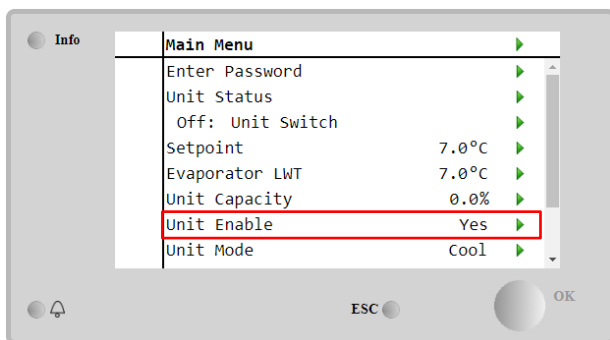 Info
Main Menu
Enter Password
Unit Status
Off: Unit Switch
Setpoint 7.0°C
Evaporator LWT 7.0°C
Unit Capacity 0.0%
Unit Enable Yes
Unit Mode Cool
ESC
OK